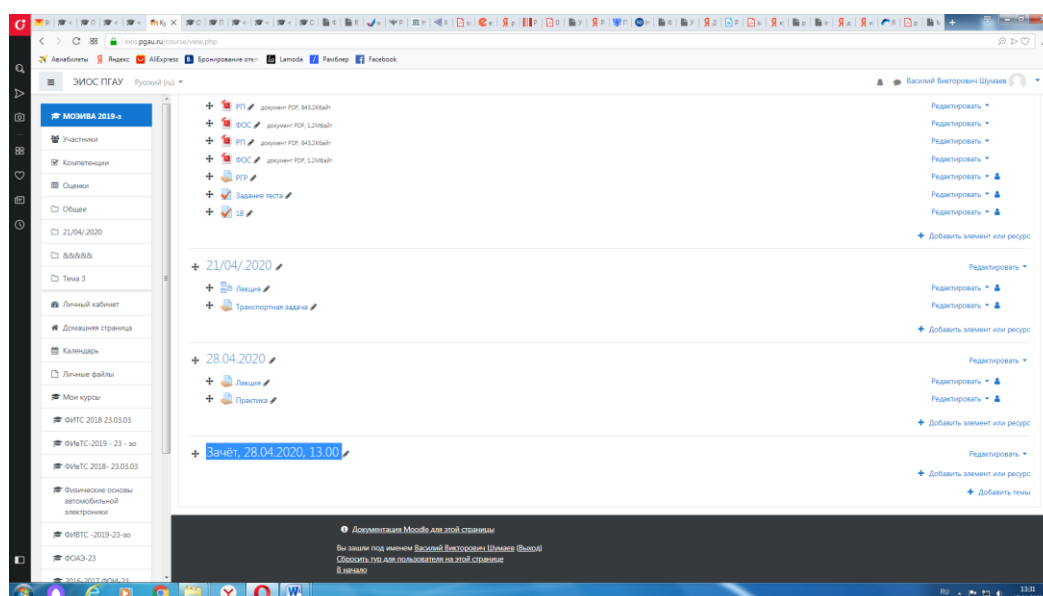 eios.pgau.ru/course/view.php
Авиабилеты Яндекс AliExpress Бронирование отел Lamoda Рамблер Facebook
ЭИОС ПГАУ Русский (ru)
Василий Викторович Шумаев
МОЭИВА 2019-з
Участники
Компетенции
Оценки
Общее
21/04/.2020
&&&&&
Тема 3
Личный кабинет
Домашняя страница
Календарь
Личные файлы
Мои курсы
ФИТС 2018 23.03.03
ФИвТС-2019 - 23 - зо
ФИвТС 2018- 23.03.03
Физические основы
автомобильной
электроники
ФИВТС -2019-23-зо
ФОАЭ-23
2016-2017 ФОИ-23
РП документ PDF, 843.2Кбайт Редактировать
ФОС документ PDF, 1.2Мбайт Редактировать
РП документ PDF, 843.2Кбайт Редактировать
ФОС документ PDF, 1.2Мбайт Редактировать
РГР Редактировать
Задание теста Редактировать
18 Редактировать
Добавить элемент или ресурс
21/04/.2020 Редактировать
Лекция Редактировать
Транспортная задача Редактировать
Добавить элемент или ресурс
28.04.2020 Редактировать
Лекция Редактировать
Практика Редактировать
Добавить элемент или ресурс
Зачёт, 28.04.2020, 13.00 Редактировать
Добавить элемент или ресурс
Добавить темы
Документация Moodle для этой страницы
Вы зашли под именем Василий Викторович Шумаев (Выход)
Сбросить тур для пользователя на этой странице
В начало
RU 13:31